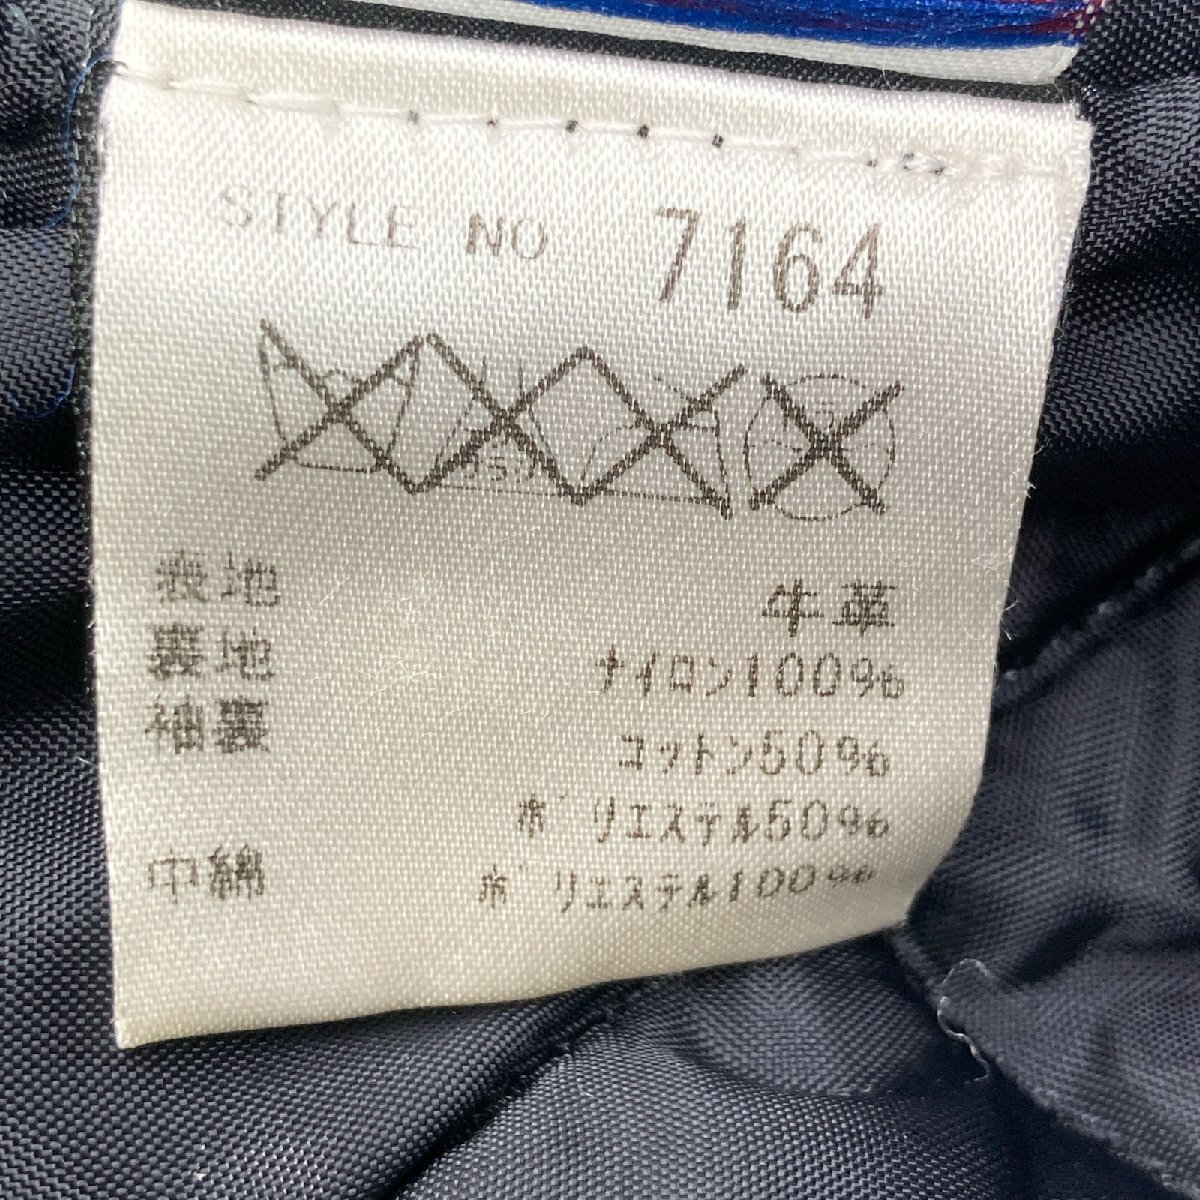 STYLE NO 7164
表地 牛革
裏地 ナイロン100%
袖裏 コットン50%
ポリエステル50%
中綿 ポリエステル100%